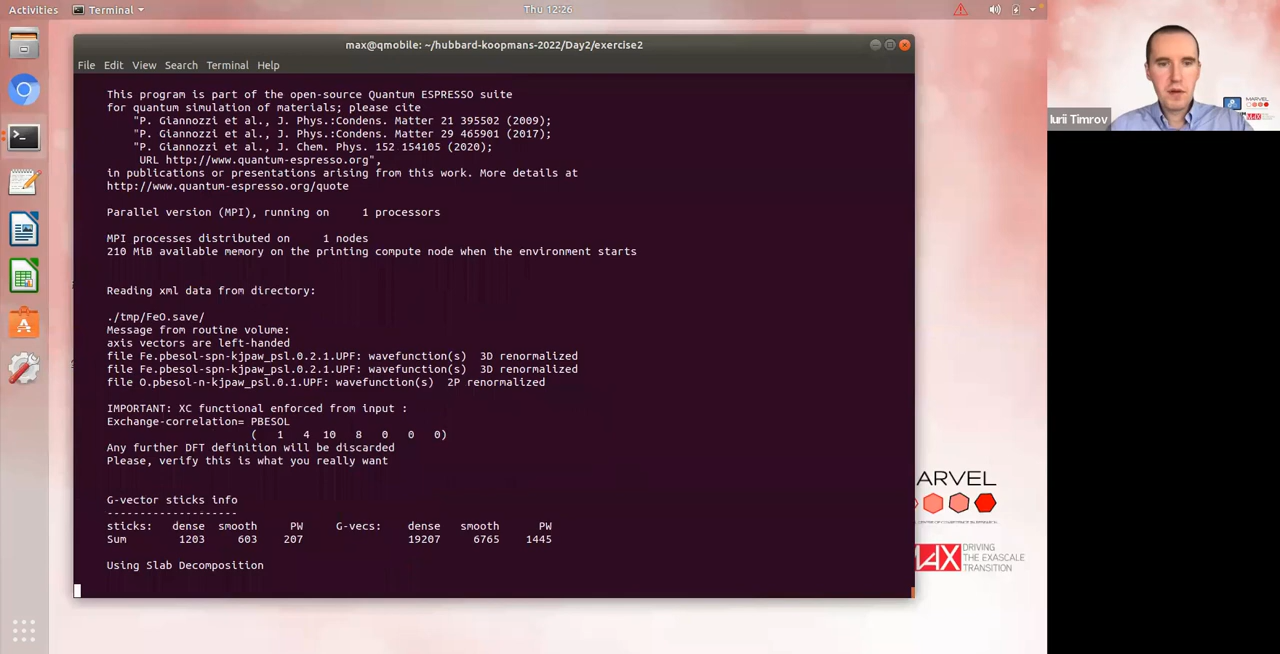 Activities
Terminal
Thu 12:26
max@qmobile: ~/hubbard-koopmans-2022/Day2/exercise2
File Edit View Search Terminal Help
This program is part of the open-source Quantum ESPRESSO suite
for quantum simulation of materials; please cite
"P. Giannozzi et al., J. Phys.:Condens. Matter 21 395502 (2009);
"P. Giannozzi et al., J. Phys.:Condens. Matter 29 465901 (2017);
"P. Giannozzi et al., J. Chem. Phys. 152 154105 (2020);
URL http://www.quantum-espresso.org",
in publications or presentations arising from this work. More details at
http://www.quantum-espresso.org/quote
Parallel version (MPI), running on 1 processors
MPI processes distributed on 1 nodes
210 MiB available memory on the printing compute node when the environment starts
Reading xml data from directory:
./tmp/FeO.save/
Message from routine volume:
axis vectors are left-handed
file Fe.pbesol-spn-kjpaw_psl.0.2.1.UPF: wavefunction(s) 3D renormalized
file Fe.pbesol-spn-kjpaw_psl.0.2.1.UPF: wavefunction(s) 3D renormalized
file O.pbesol-n-kjpaw_psl.0.1.UPF: wavefunction(s) 2P renormalized
IMPORTANT: XC functional enforced from input :
Exchange-correlation= PBESOL
( 1 4 10 8 0 0 0)
Any further DFT definition will be discarded
Please, verify this is what you really want
G-vector sticks info
--------------------
sticks: dense smooth PW G-vecs: dense smooth PW
Sum 1203 603 207 19207 6765 1445
Using Slab Decomposition
Iurii Timrov
MARVEL
ARVEL
AX
DRIVING
THE EXASCALE
TRANSITION